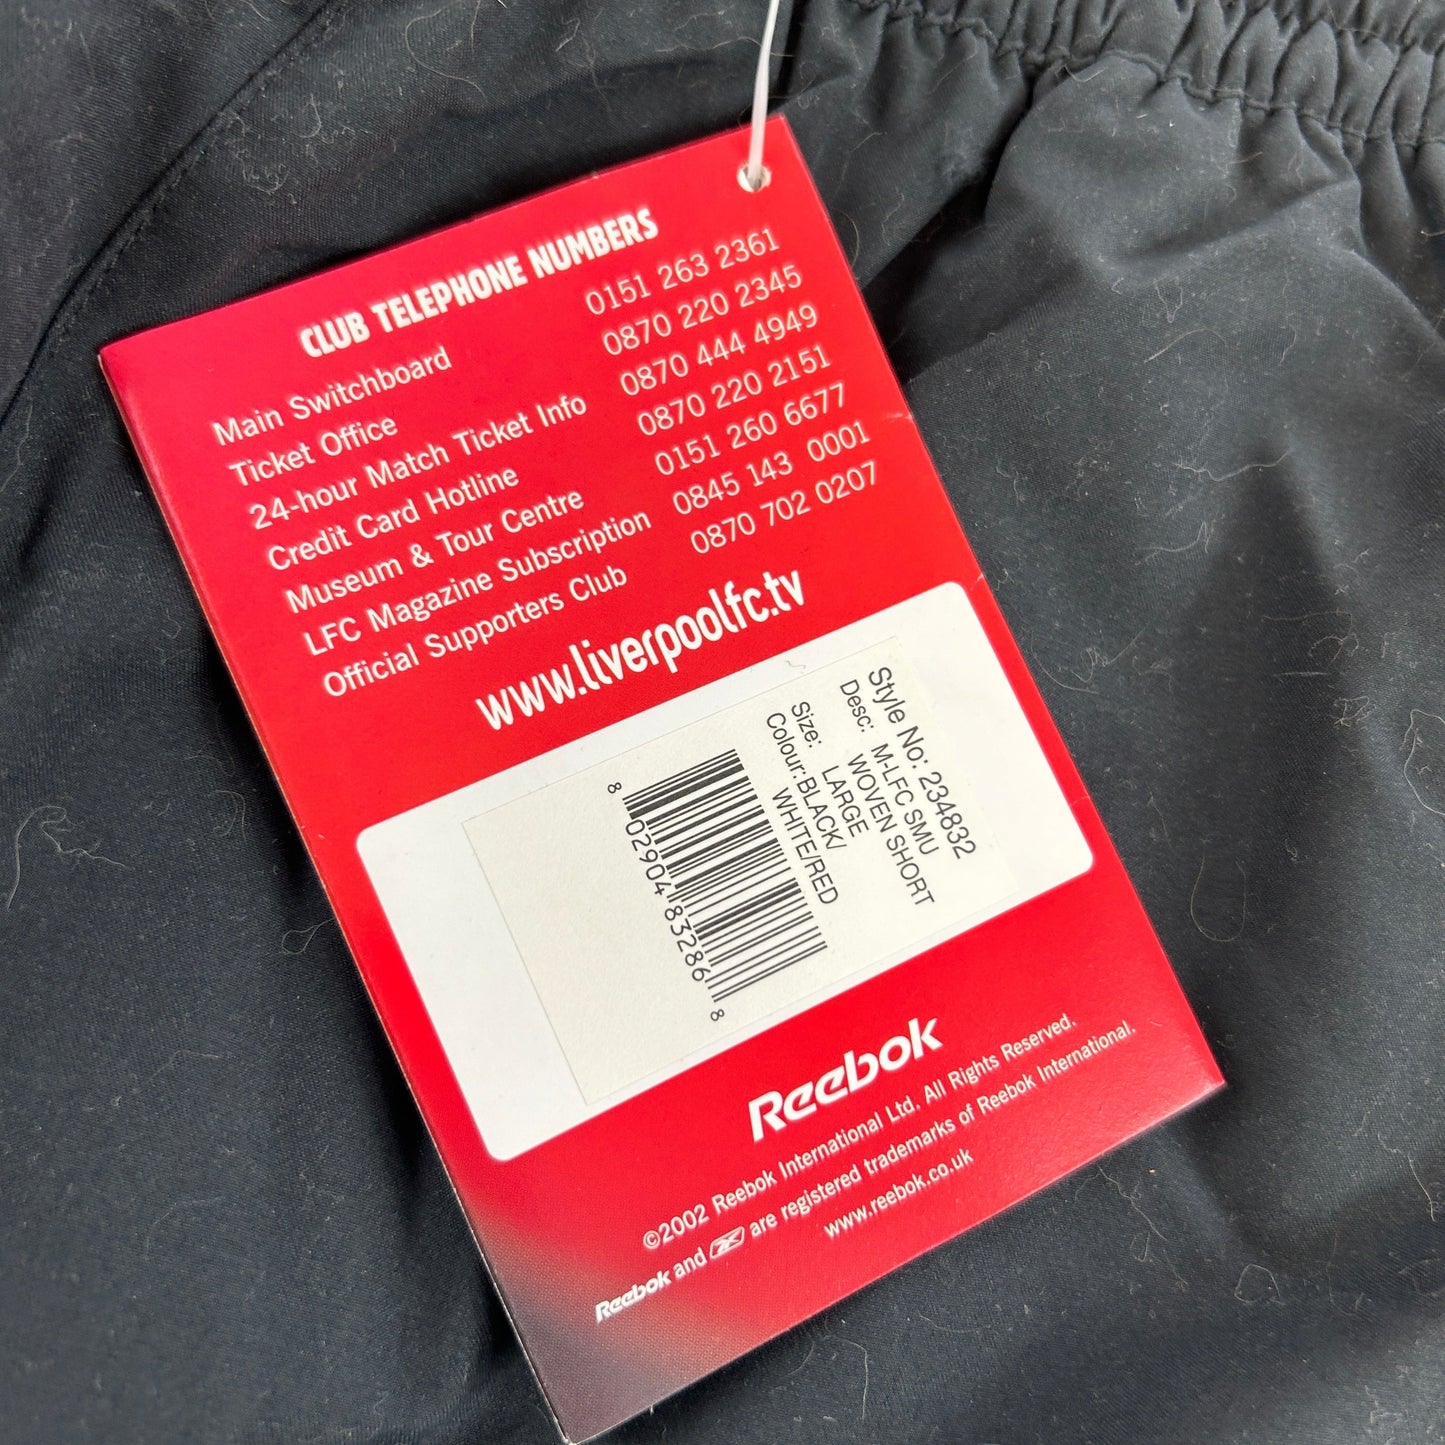 CLUB TELEPHONE NUMBERS
Main Switchboard 0151 263 2361
Ticket Office 0870 220 2345
24-hour Match Ticket Info 0870 444 4949
Credit Card Hotline 0870 220 2151
Museum & Tour Centre 0151 260 6677
LFC Magazine Subscription 0845 143 0001
Official Supporters Club 0870 702 0207
www.liverpoolfc.tv
Style No: 234832
Desc: M-LFC SMU
WOVEN SHORT
Size: LARGE
Colour: BLACK/
WHITE/RED
8 02904 83286 8
Reebok
©2002 Reebok International Ltd. All Rights Reserved.
Reebok and are registered trademarks of Reebok International.
www.reebok.co.uk